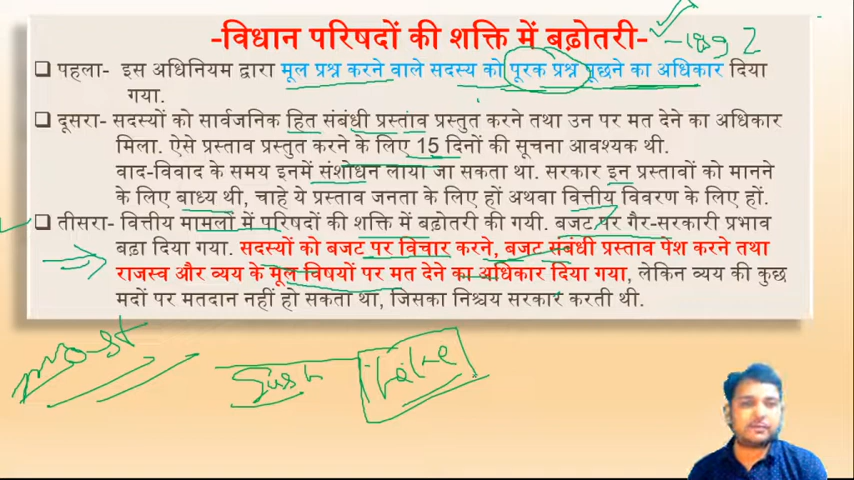 -विधान परिषदों की शक्ति में बढ़ोतरी-
-1892
पहला- इस अधिनियम द्वारा मूल प्रश्न करने वाले सदस्य को पूरक प्रश्न पूछने का अधिकार दिया
गया.
दूसरा- सदस्यों को सार्वजनिक हित संबंधी प्रस्ताव प्रस्तुत करने तथा उन पर मत देने का अधिकार
मिला. ऐसे प्रस्ताव प्रस्तुत करने के लिए 15 दिनों की सूचना आवश्यक थी.
वाद-विवाद के समय इनमें संशोधन लाया जा सकता था. सरकार इन प्रस्तावों को मानने
के लिए बाध्य थी, चाहे ये प्रस्ताव जनता के लिए हों अथवा वित्तीय विवरण के लिए हों.
तीसरा- वित्तीय मामलों में परिषदों की शक्ति में बढ़ोतरी की गयी. बजट पर गैर-सरकारी प्रभाव
बढ़ा दिया गया. सदस्यों को बजट पर विचार करने, बजट संबंधी प्रस्ताव पेश करने तथा
राजस्व और व्यय के मूल विषयों पर मत देने का अधिकार दिया गया, लेकिन व्यय की कुछ
मदों पर मतदान नहीं हो सकता था, जिसका निश्चय सरकार करती थी.